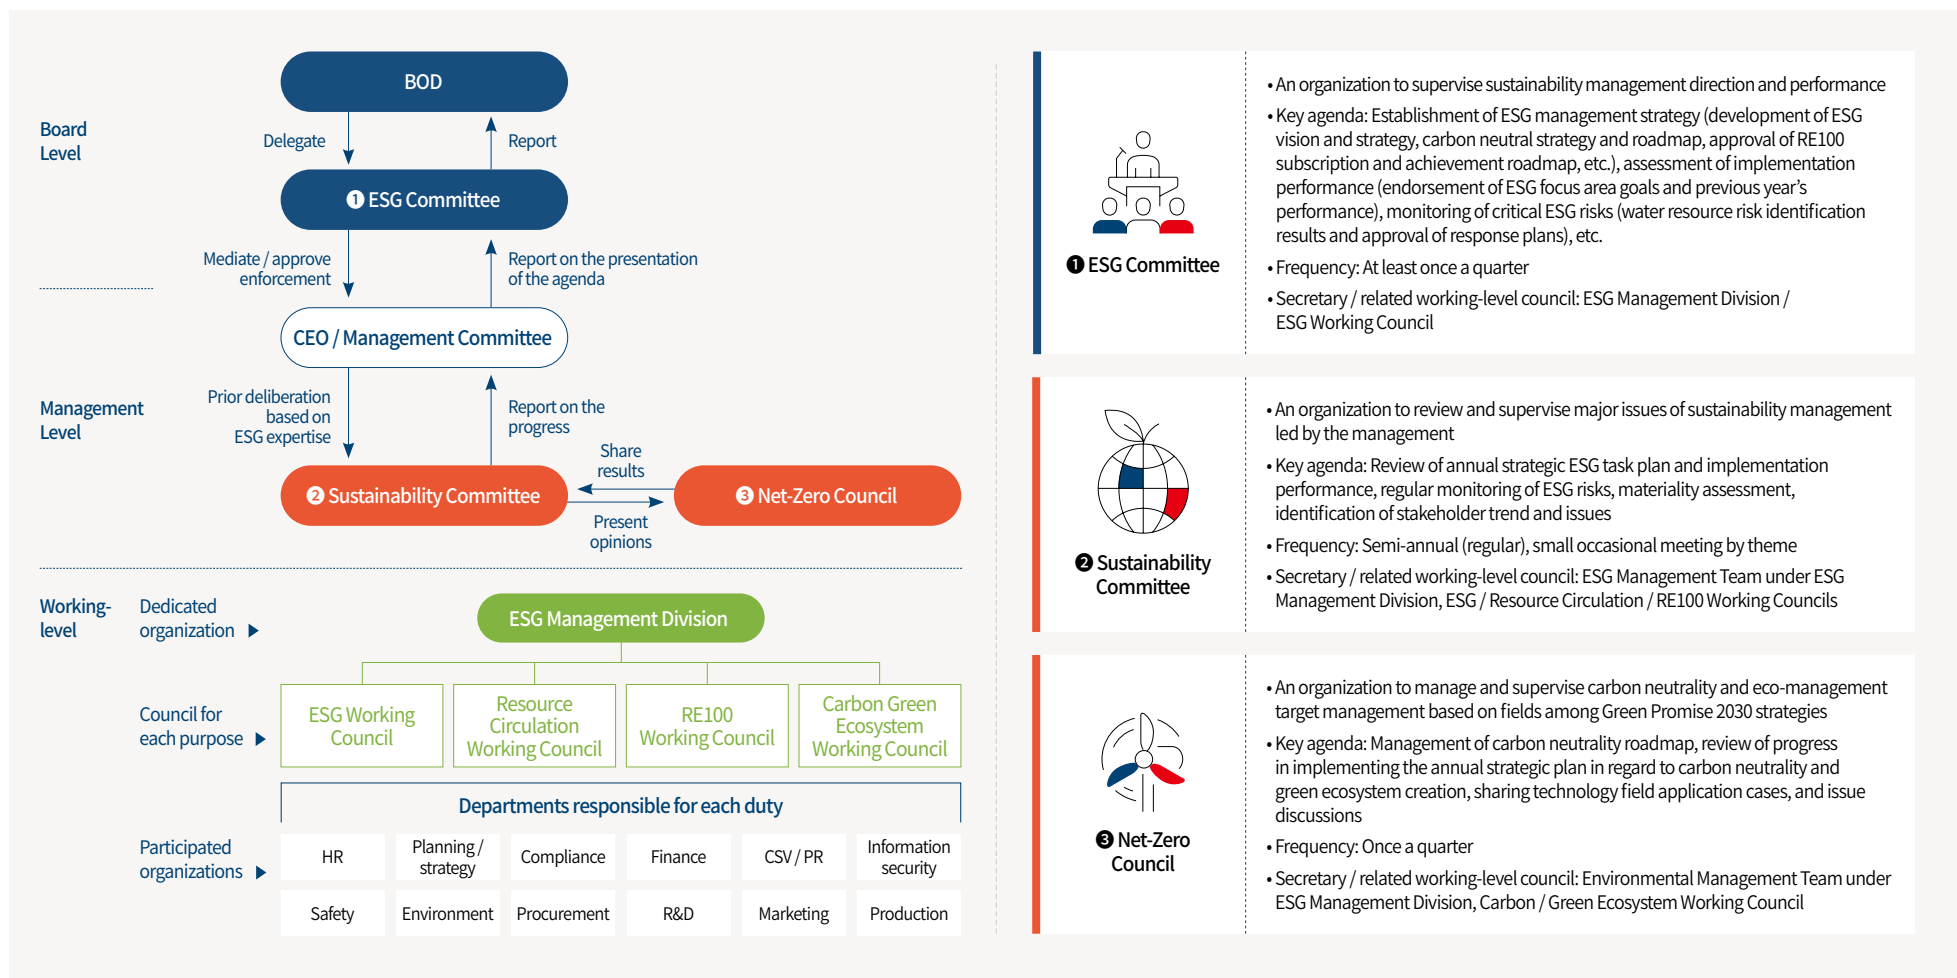 Board
Level
BOD
Delegate
Report
❶ ESG Committee
Mediate / approve
enforcement
Report on the presentation
of the agenda
CEO / Management Committee
Management
Level
Prior deliberation
based on
ESG expertise
Report on the
progress
Share
results
❷ Sustainability Committee
❸ Net-Zero Council
Present
opinions
Working-
level
Dedicated
organization ▶
ESG Management Division
Council for
each purpose ▶
ESG Working
Council
Resource
Circulation
Working Council
RE100
Working Council
Carbon Green
Ecosystem
Working Council
Departments responsible for each duty
Participated
organizations ▶
HR
Planning /
strategy
Compliance
Finance
CSV / PR
Information
security
Safety
Environment
Procurement
R&D
Marketing
Production
❶ ESG Committee
• An organization to supervise sustainability management direction and performance
• Key agenda: Establishment of ESG management strategy (development of ESG
vision and strategy, carbon neutral strategy and roadmap, approval of RE100
subscription and achievement roadmap, etc.), assessment of implementation
performance (endorsement of ESG focus area goals and previous year's
performance), monitoring of critical ESG risks (water resource risk identification
results and approval of response plans), etc.
• Frequency: At least once a quarter
• Secretary / related working-level council: ESG Management Division /
ESG Working Council
❷ Sustainability
Committee
• An organization to review and supervise major issues of sustainability management
led by the management
• Key agenda: Review of annual strategic ESG task plan and implementation
performance, regular monitoring of ESG risks, materiality assessment,
identification of stakeholder trend and issues
• Frequency: Semi-annual (regular), small occasional meeting by theme
• Secretary / related working-level council: ESG Management Team under ESG
Management Division, ESG / Resource Circulation / RE100 Working Councils
❸ Net-Zero
Council
• An organization to manage and supervise carbon neutrality and eco-management
target management based on fields among Green Promise 2030 strategies
• Key agenda: Management of carbon neutrality roadmap, review of progress
in implementing the annual strategic plan in regard to carbon neutrality and
green ecosystem creation, sharing technology field application cases, and issue
discussions
• Frequency: Once a quarter
• Secretary / related working-level council: Environmental Management Team under
ESG Management Division, Carbon / Green Ecosystem Working Council